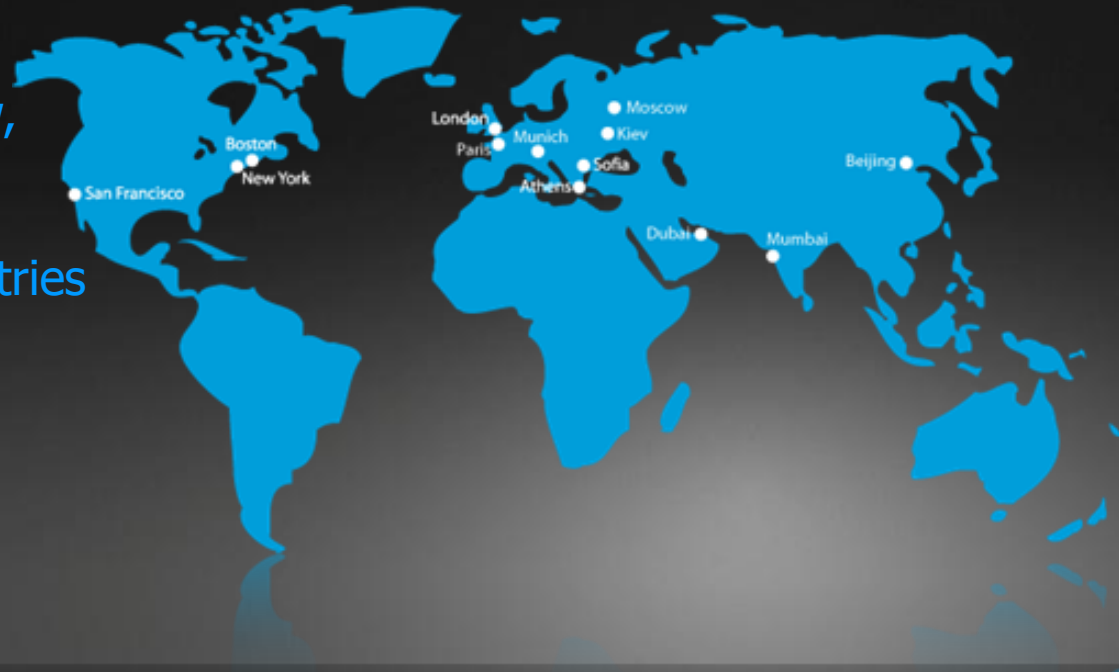 tries
London
Paris
Munich
Moscow
Kiev
Sofia
Athens
Boston
New York
San Francisco
Beijing
Dubai
Mumbai